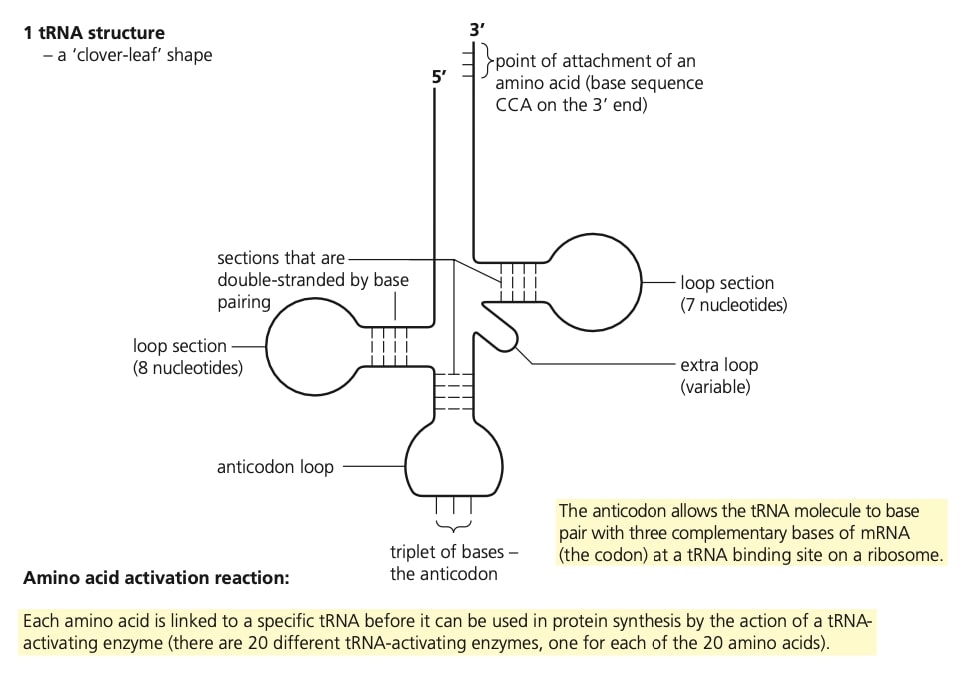 1 tRNA structure
– a ‘clover-leaf’ shape
3′
5′
point of attachment of an
amino acid (base sequence
CCA on the 3′ end)
sections that are
double-stranded by base
pairing
loop section
(7 nucleotides)
loop section
(8 nucleotides)
extra loop
(variable)
anticodon loop
triplet of bases –
the anticodon
The anticodon allows the tRNA molecule to base
pair with three complementary bases of mRNA
(the codon) at a tRNA binding site on a ribosome.
Amino acid activation reaction:
Each amino acid is linked to a specific tRNA before it can be used in protein synthesis by the action of a tRNA-
activating enzyme (there are 20 different tRNA-activating enzymes, one for each of the 20 amino acids).